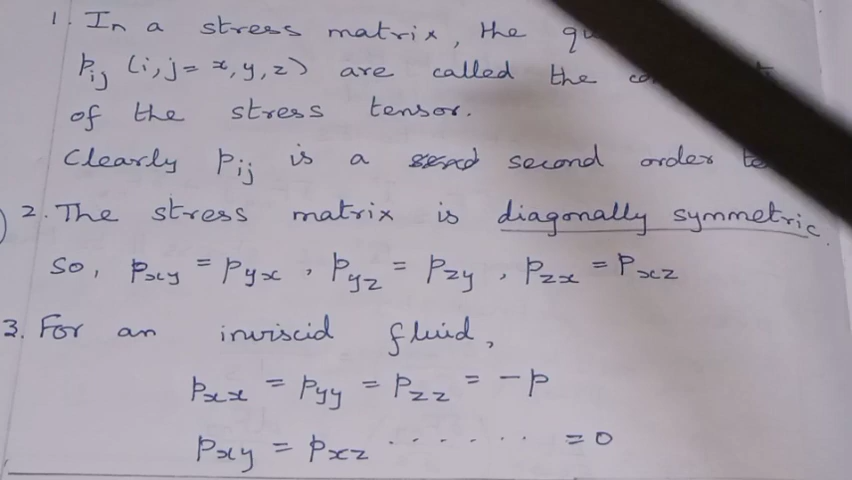 1. In a stress matrix, the
pij (i,j = x, y, z) are called the
of the stress tensor.
Clearly pij is a second order
2. The stress matrix is diagonally symmetric.
So, pxy = pyx , pyz = pzy , pzx = pxz
3. For an inviscid fluid,
pxx = pyy = pzz = -p
pxy = pxz ........ = 0